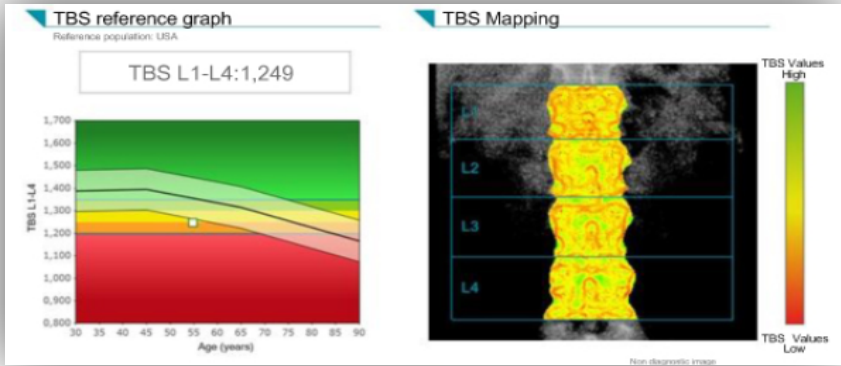 TBS reference graph
Reference population: USA
TBS L1-L4:1,249
TBS L1-L4
1,700
1,600
1,500
1,400
1,300
1,200
1,100
1,000
0,900
0,800
30 35 40 45 50 55 60 65 70 75 80 85 90
Age (years)
TBS Mapping
L1
L2
L3
L4
TBS Values
High
TBS Values
Low
Non diagnostic image